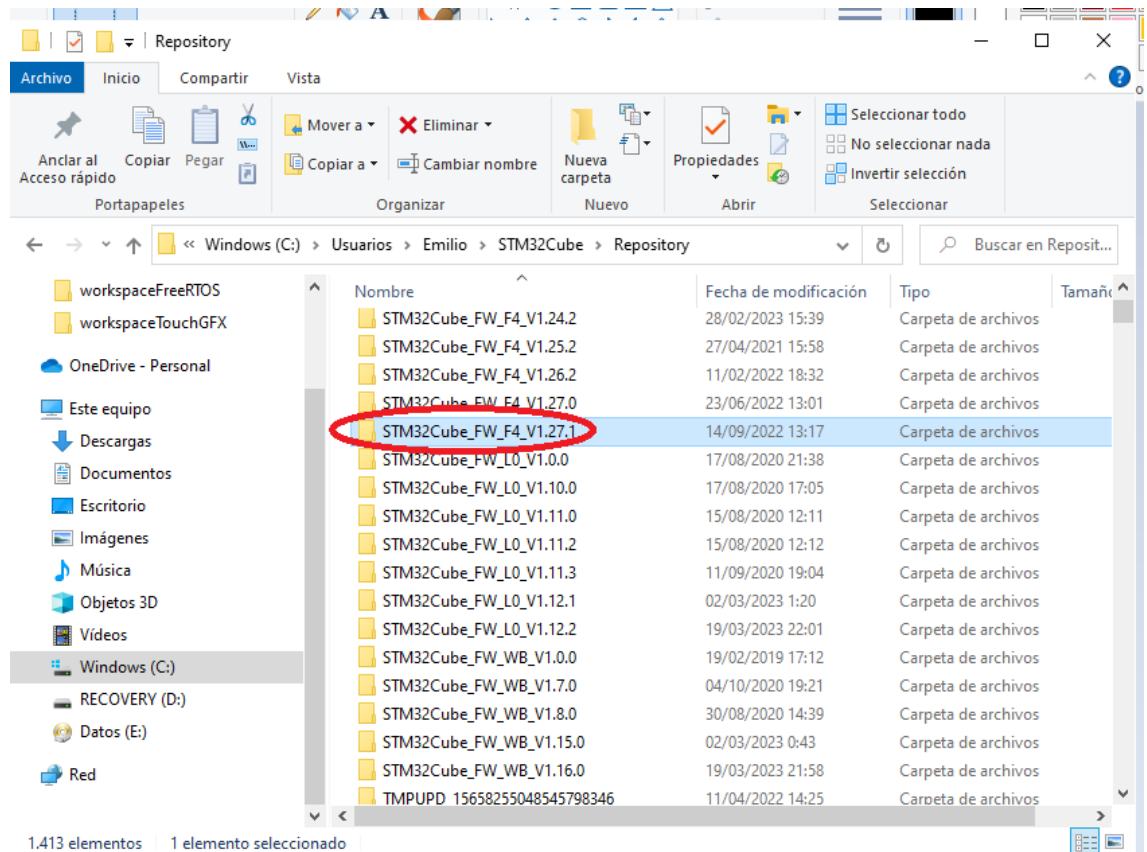 Repository
Archivo Inicio Compartir Vista
Anclar al Acceso rápido
Copiar
Pegar
Portapapeles
Mover a
Copiar a
Eliminar
Cambiar nombre
Organizar
Nueva carpeta
Nuevo
Propiedades
Abrir
Seleccionar todo
No seleccionar nada
Invertir selección
Seleccionar
« Windows (C:) › Usuarios › Emilio › STM32Cube › Repository
Buscar en Reposit...
workspaceFreeRTOS
workspaceTouchGFX
OneDrive - Personal
Este equipo
Descargas
Documentos
Escritorio
Imágenes
Música
Objetos 3D
Vídeos
Windows (C:)
RECOVERY (D:)
Datos (E:)
Red
Nombre Fecha de modificación Tipo Tamaño
STM32Cube_FW_F4_V1.24.2 28/02/2023 15:39 Carpeta de archivos
STM32Cube_FW_F4_V1.25.2 27/04/2021 15:58 Carpeta de archivos
STM32Cube_FW_F4_V1.26.2 11/02/2022 18:32 Carpeta de archivos
STM32Cube_FW_F4_V1.27.0 23/06/2022 13:01 Carpeta de archivos
STM32Cube_FW_F4_V1.27.1 14/09/2022 13:17 Carpeta de archivos
STM32Cube_FW_L0_V1.0.0 17/08/2020 21:38 Carpeta de archivos
STM32Cube_FW_L0_V1.10.0 17/08/2020 17:05 Carpeta de archivos
STM32Cube_FW_L0_V1.11.0 15/08/2020 12:11 Carpeta de archivos
STM32Cube_FW_L0_V1.11.2 15/08/2020 12:12 Carpeta de archivos
STM32Cube_FW_L0_V1.11.3 11/09/2020 19:04 Carpeta de archivos
STM32Cube_FW_L0_V1.12.1 02/03/2023 1:20 Carpeta de archivos
STM32Cube_FW_L0_V1.12.2 19/03/2023 22:01 Carpeta de archivos
STM32Cube_FW_WB_V1.0.0 19/02/2019 17:12 Carpeta de archivos
STM32Cube_FW_WB_V1.7.0 04/10/2020 19:21 Carpeta de archivos
STM32Cube_FW_WB_V1.8.0 30/08/2020 14:39 Carpeta de archivos
STM32Cube_FW_WB_V1.15.0 02/03/2023 0:43 Carpeta de archivos
STM32Cube_FW_WB_V1.16.0 19/03/2023 21:58 Carpeta de archivos
TMPUPD_15658255048545798346 11/04/2022 14:25 Carpeta de archivos
1.413 elementos 1 elemento seleccionado